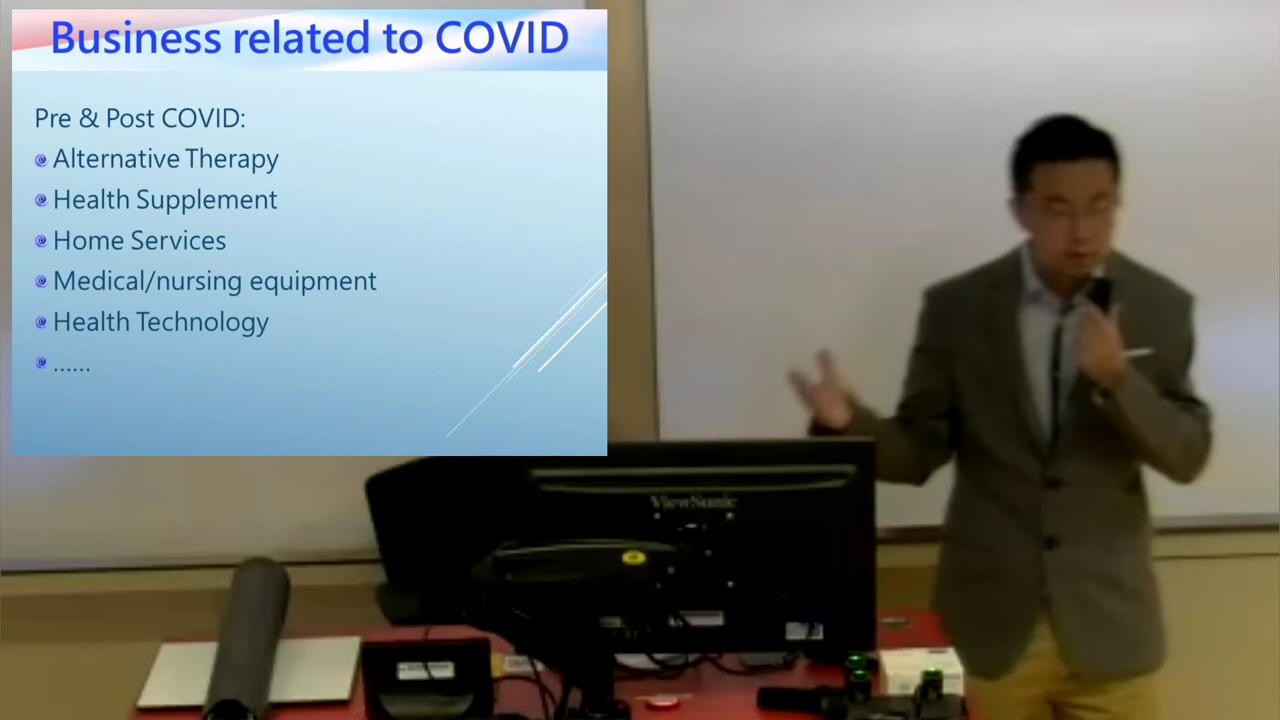 Business related to COVID
Pre & Post COVID:
Alternative Therapy
Health Supplement
Home Services
Medical/nursing equipment
Health Technology
......
ViewSonic